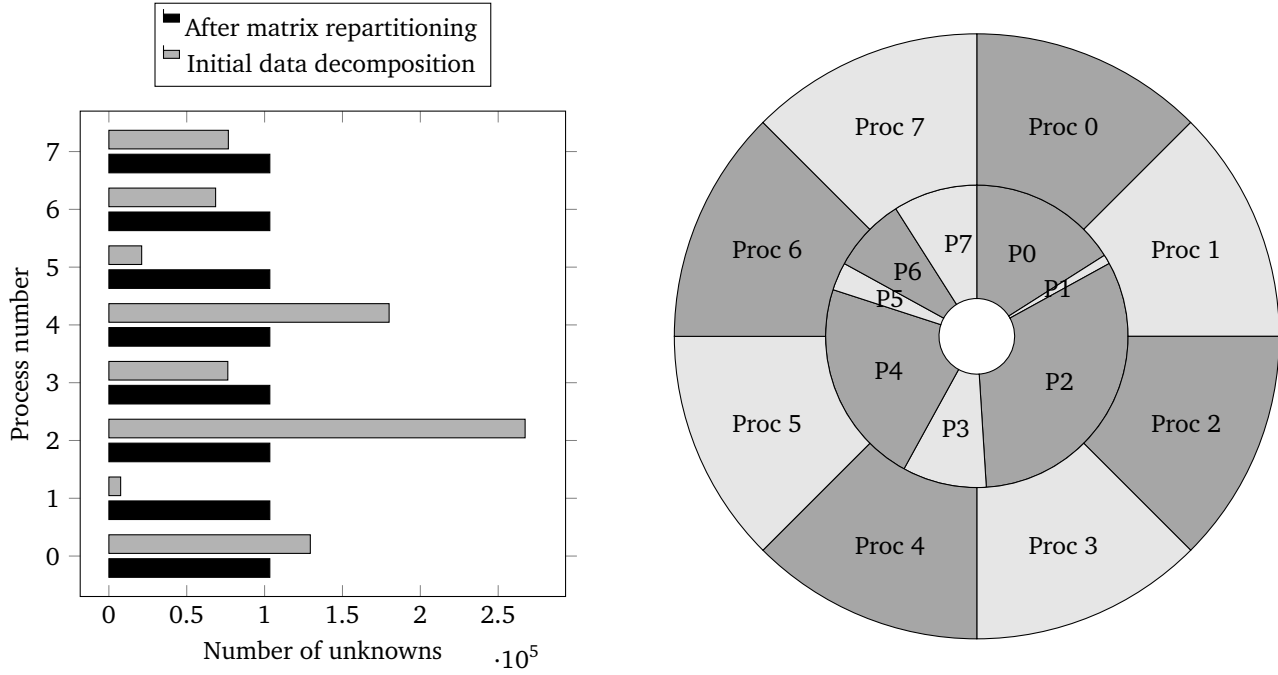 After matrix repartitioning
Initial data decomposition
7
6
5
4
3
2
1
0
Process number
0
0.5
1
1.5
2
2.5
Number of unknowns
·10⁵
Proc 7
Proc 0
Proc 6
P7
P0
Proc 1
P6
P5
P1
P4
P2
Proc 5
P3
Proc 2
Proc 4
Proc 3